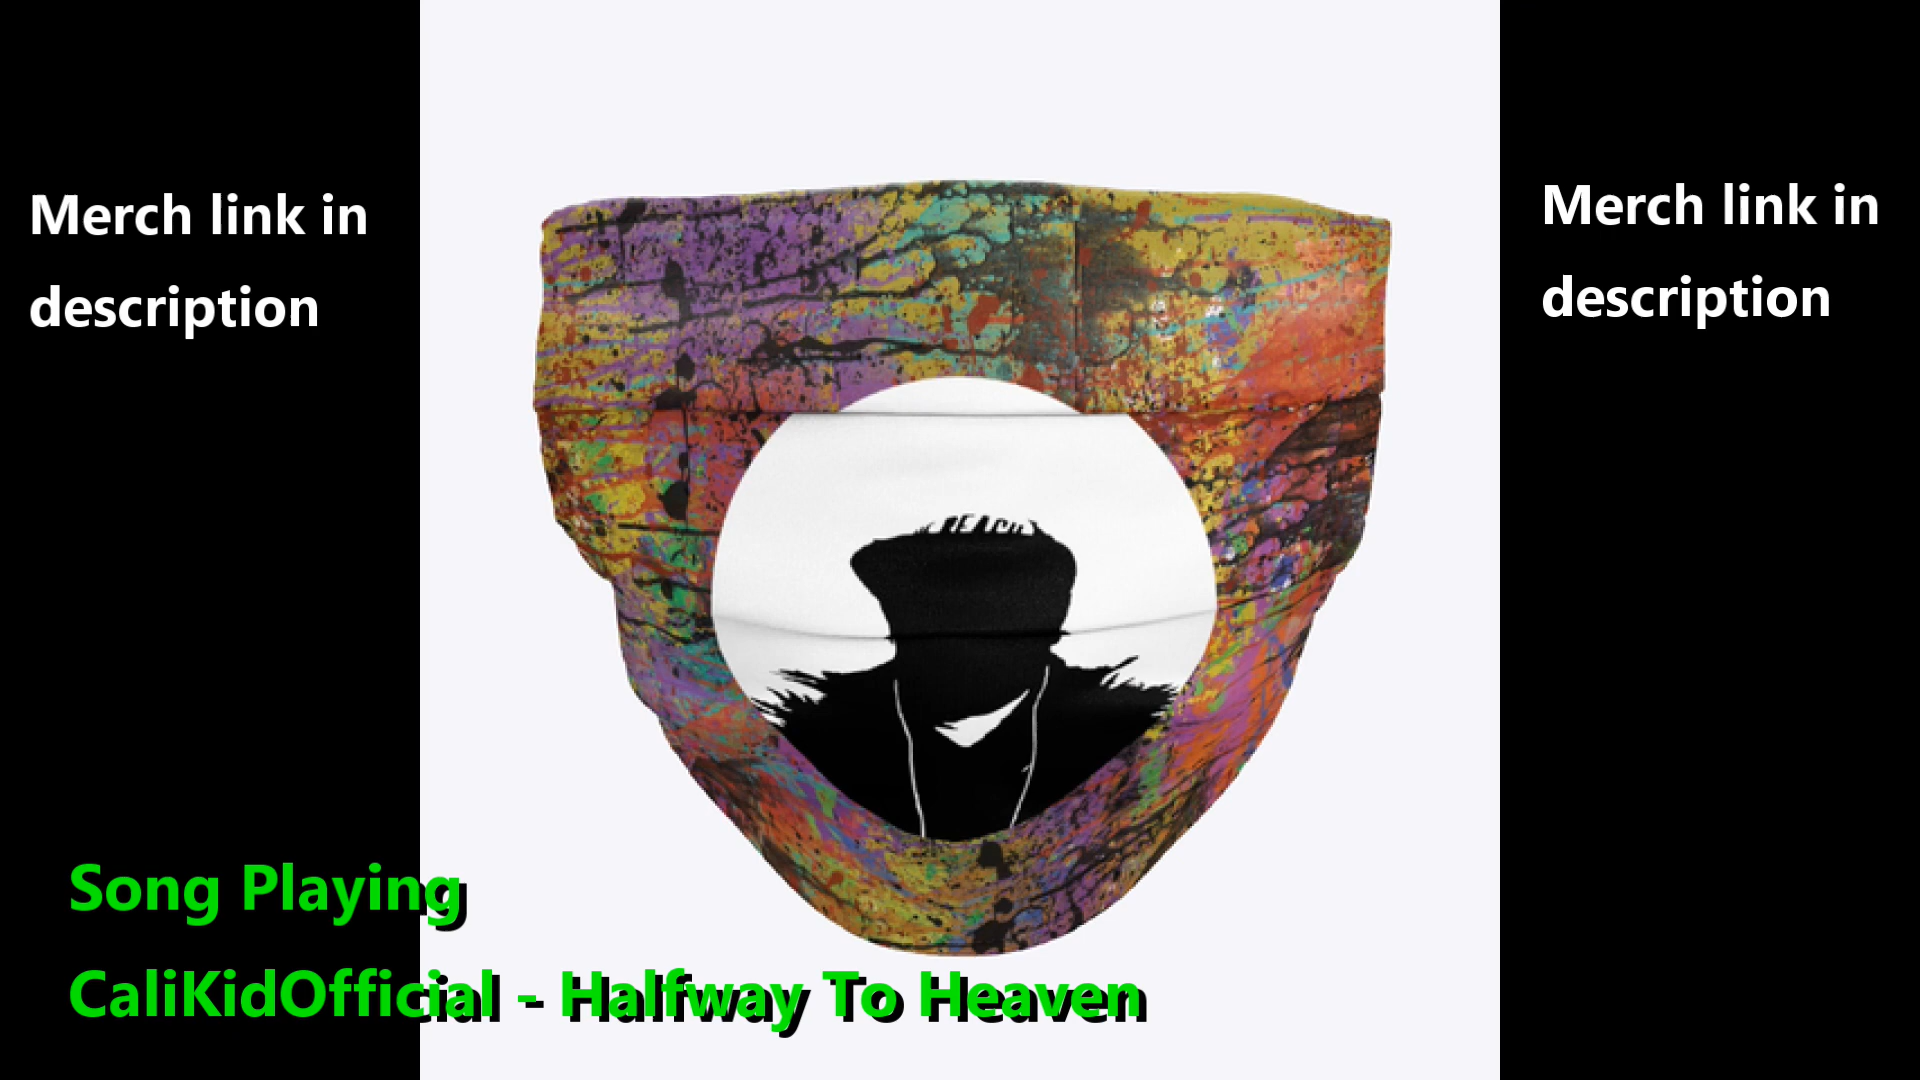 Merch link in
description
Merch link in
description
Song Playing
CaliKidOfficial - Halfway To Heaven